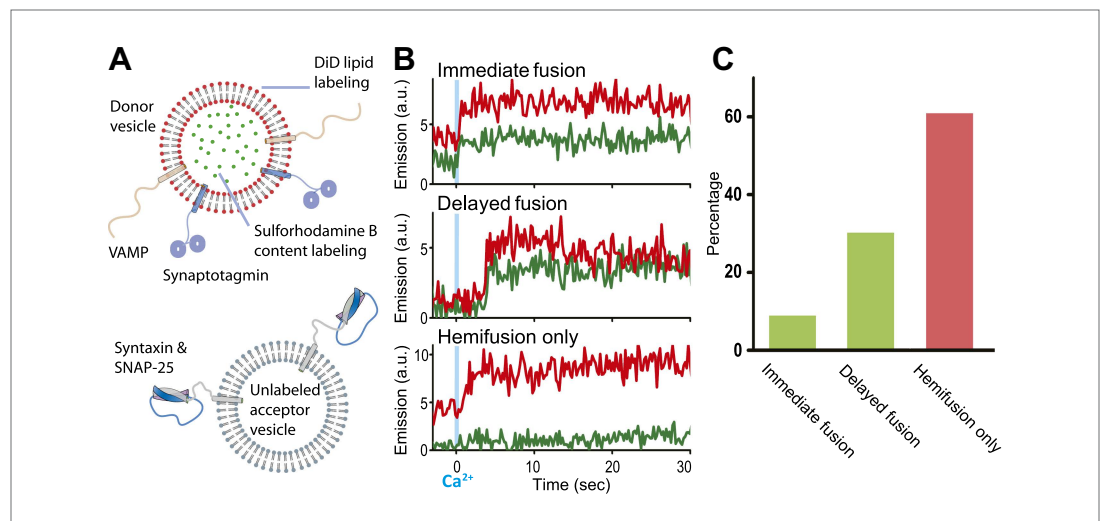 A
DiD lipid
labeling
Donor
vesicle
VAMP
Sulforhodamine B
content labeling
Synaptotagmin
Syntaxin &
SNAP-25
Unlabeled
acceptor
vesicle
B
Immediate fusion
Emission (a.u.)
5
0
Delayed fusion
Emission (a.u.)
5
0
Hemifusion only
Emission (a.u.)
10
5
0
0 10 20 30
Ca²⁺
Time (sec)
C
Percentage
60
40
20
0
Immediate fusion
Delayed fusion
Hemifusion only